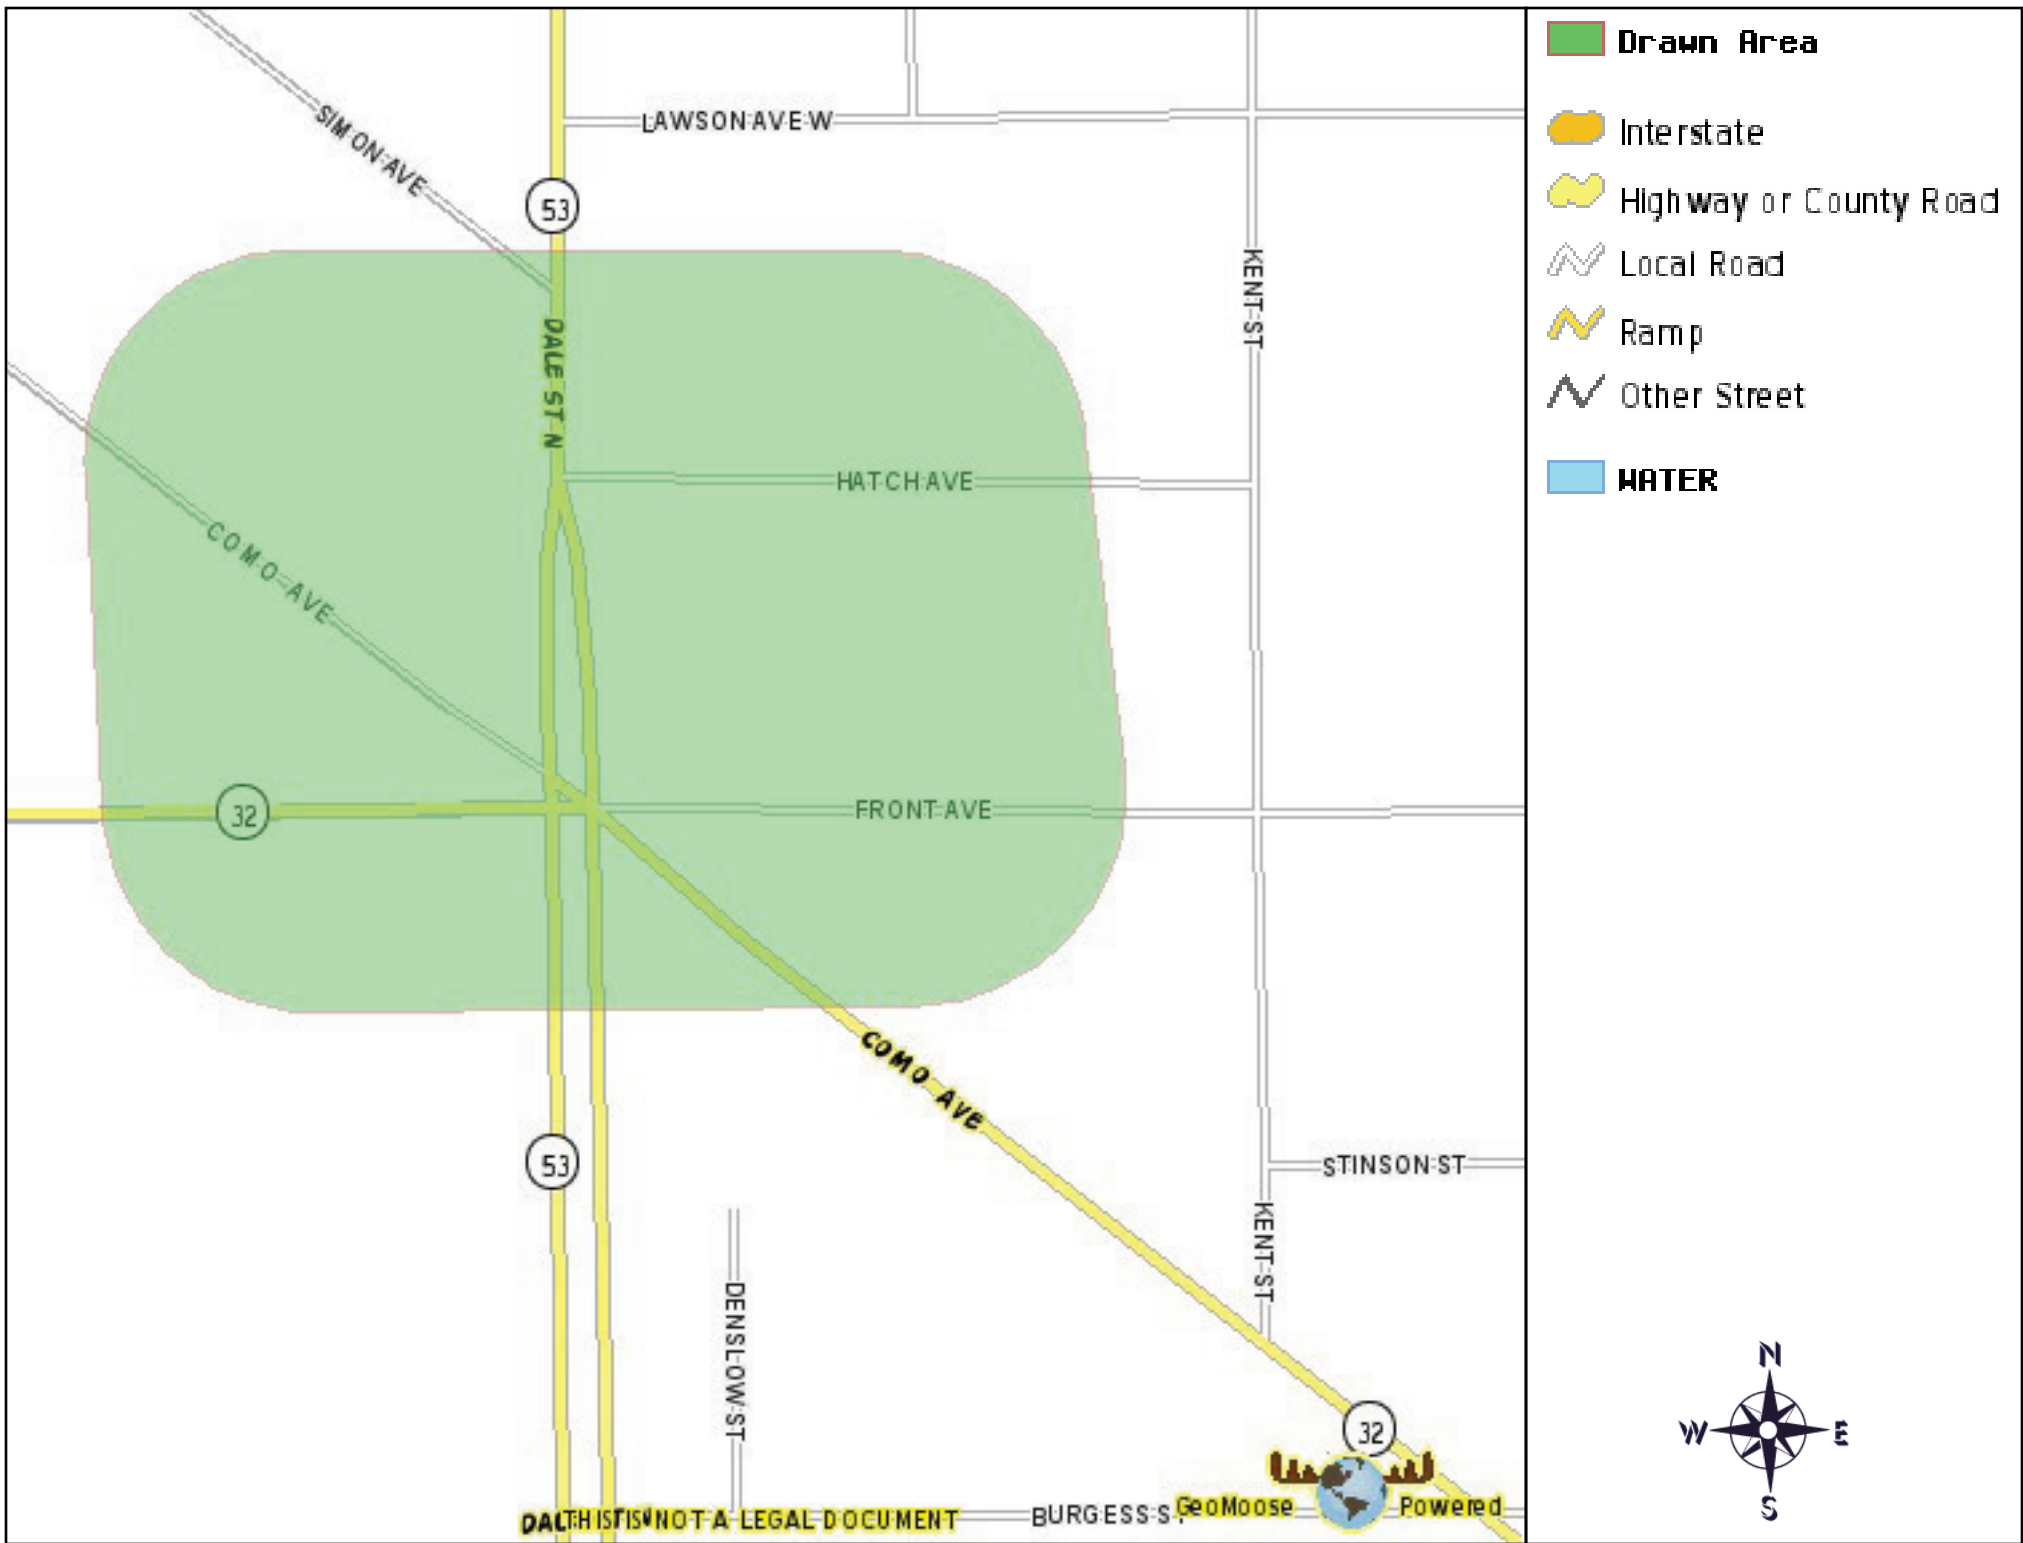 Drawn Area
Interstate
Highway or County Road
Local Road
Ramp
Other Street
WATER
SIMON AVE
LAWSON AVE W
53
KENT ST
DALE ST N
HATCH AVE
COMO AVE
32
FRONT AVE
COMO AVE
53
STINSON ST
KENT ST
DENSLOW ST
32
THIS IS NOT A LEGAL DOCUMENT
BURGESS
GeoMoose
Powered
N
W
E
S